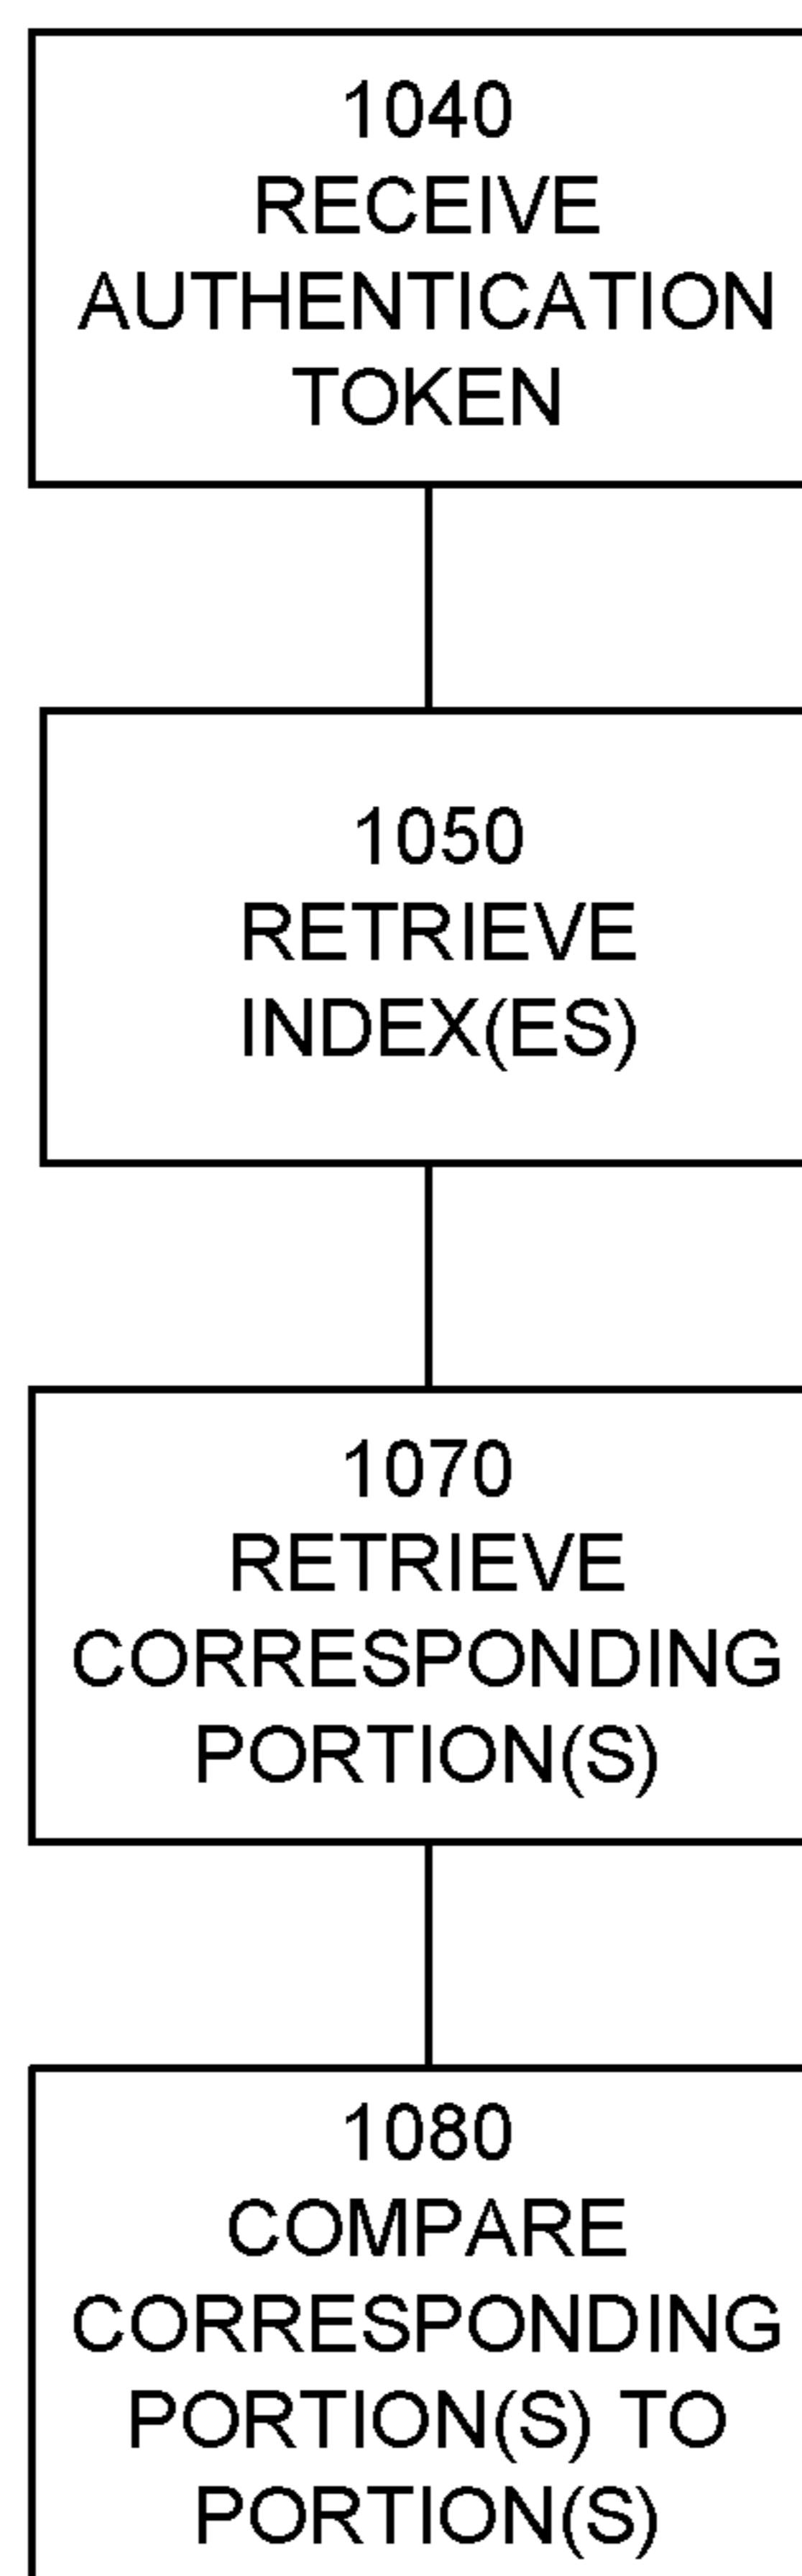 1040
RECEIVE
AUTHENTICATION
TOKEN
1050
RETRIEVE
INDEX(ES)
1070
RETRIEVE
CORRESPONDING
PORTION(S)
1080
COMPARE
CORRESPONDING
PORTION(S) TO
PORTION(S)